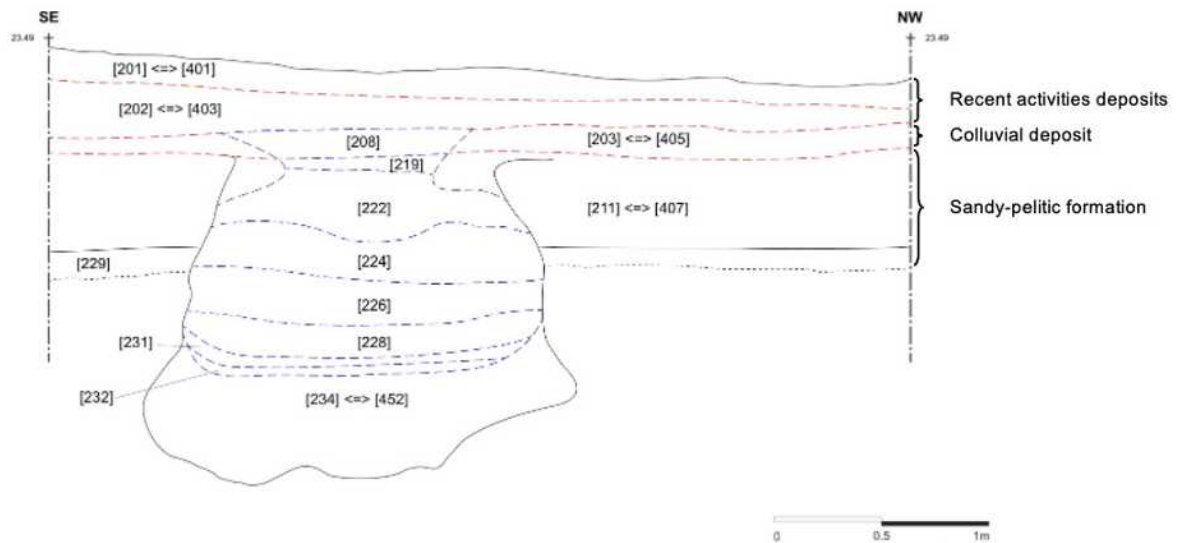 SE
NW
23.49
23.49
[201] <=> [401]
Recent activities deposits
[202] <=> [403]
Colluvial deposit
[208]
[203] <=> [405]
[219]
[222]
[211] <=> [407]
Sandy-pelitic formation
[229]
[224]
[226]
[231]
[228]
[232]
[234] <=> [452]
0
0.5
1m